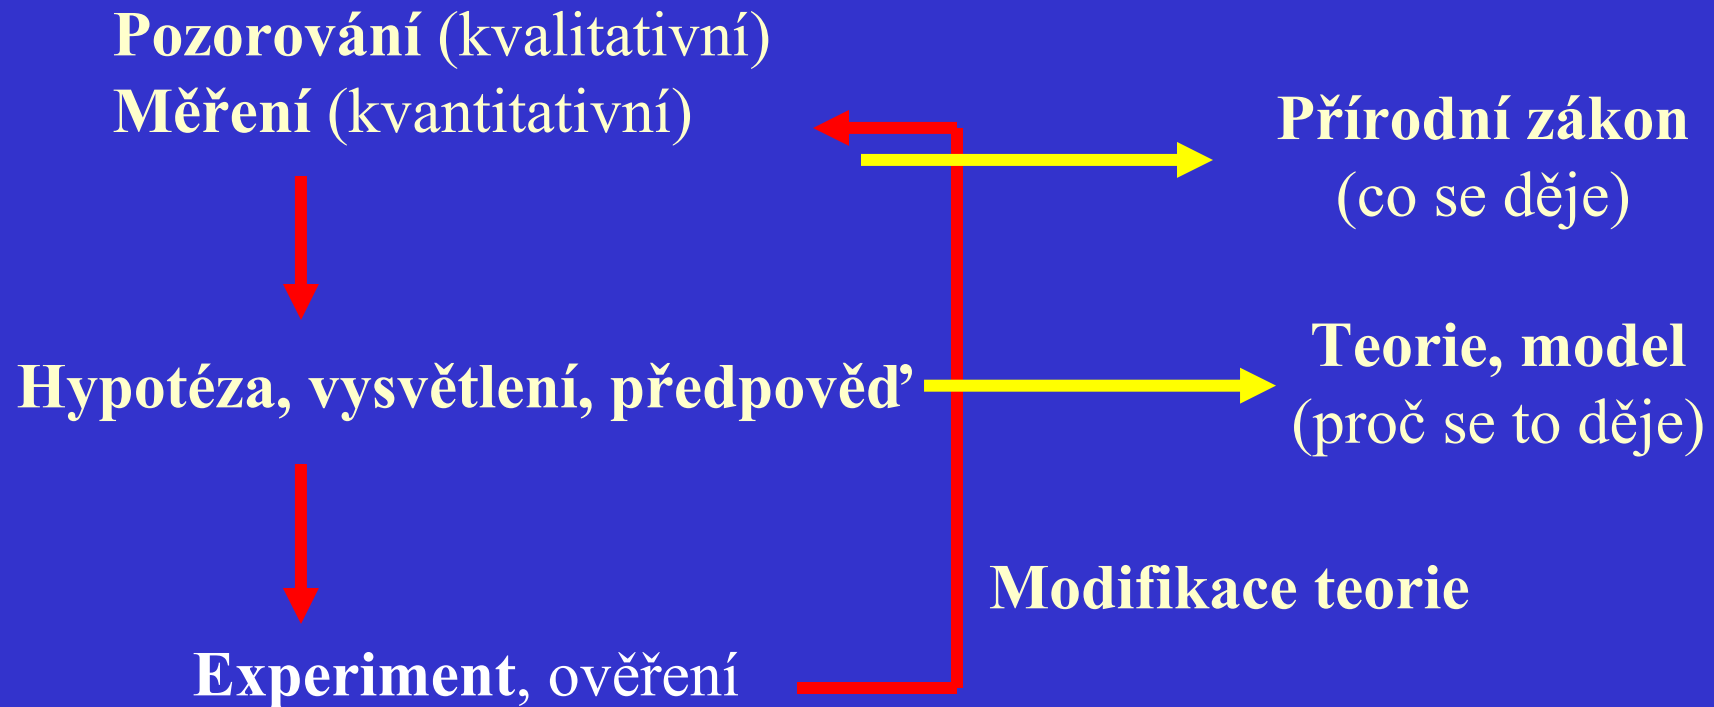 Pozorování (kvalitativní)
Měření (kvantitativní)
Přírodní zákon
(co se děje)
Hypotéza, vysvětlení, předpověď
Teorie, model
(proč se to děje)
Modifikace teorie
Experiment, ověření